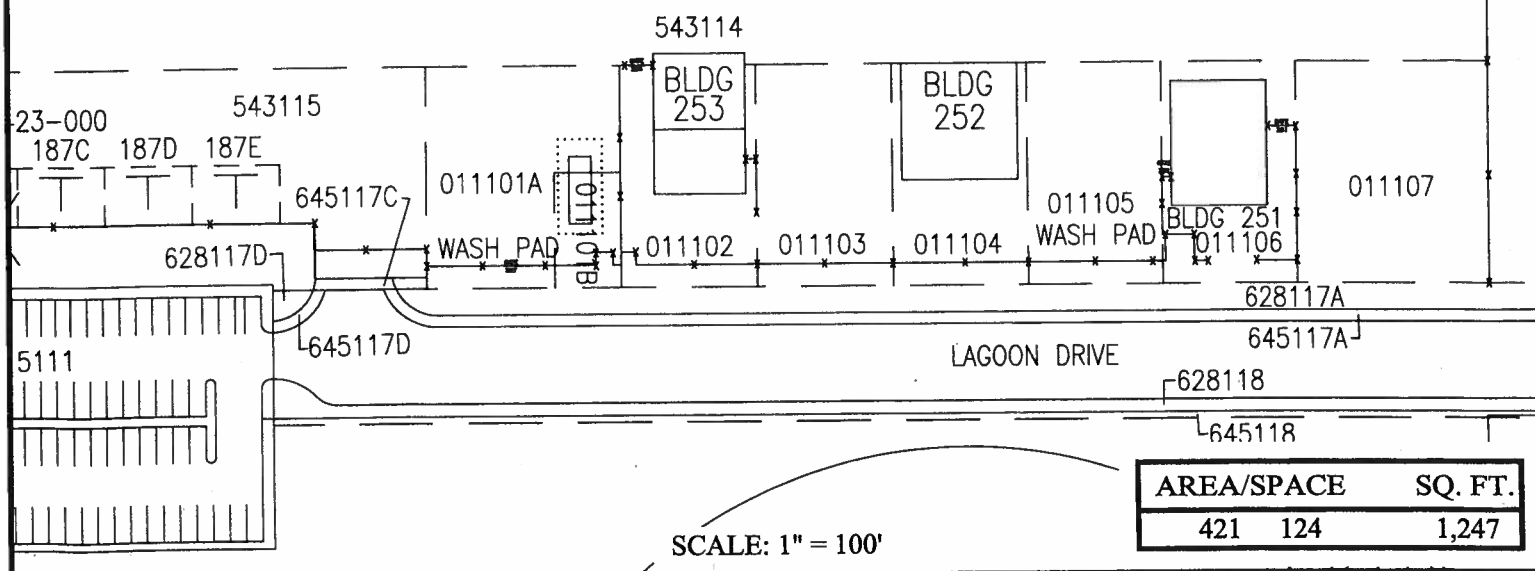 543114
BLDG
253
BLDG
252
543115
-23-000
187C 187D 187E
011101A
011101B
645117C
011107
011105
WASH PAD
BLDG 251
011106
WASH PAD
011102
011103
011104
628117D
628117A
645117A
645117D
5111
LAGOON DRIVE
628118
645118
AREA/SPACE SQ. FT.
421 124 1,247
SCALE: 1" = 100'